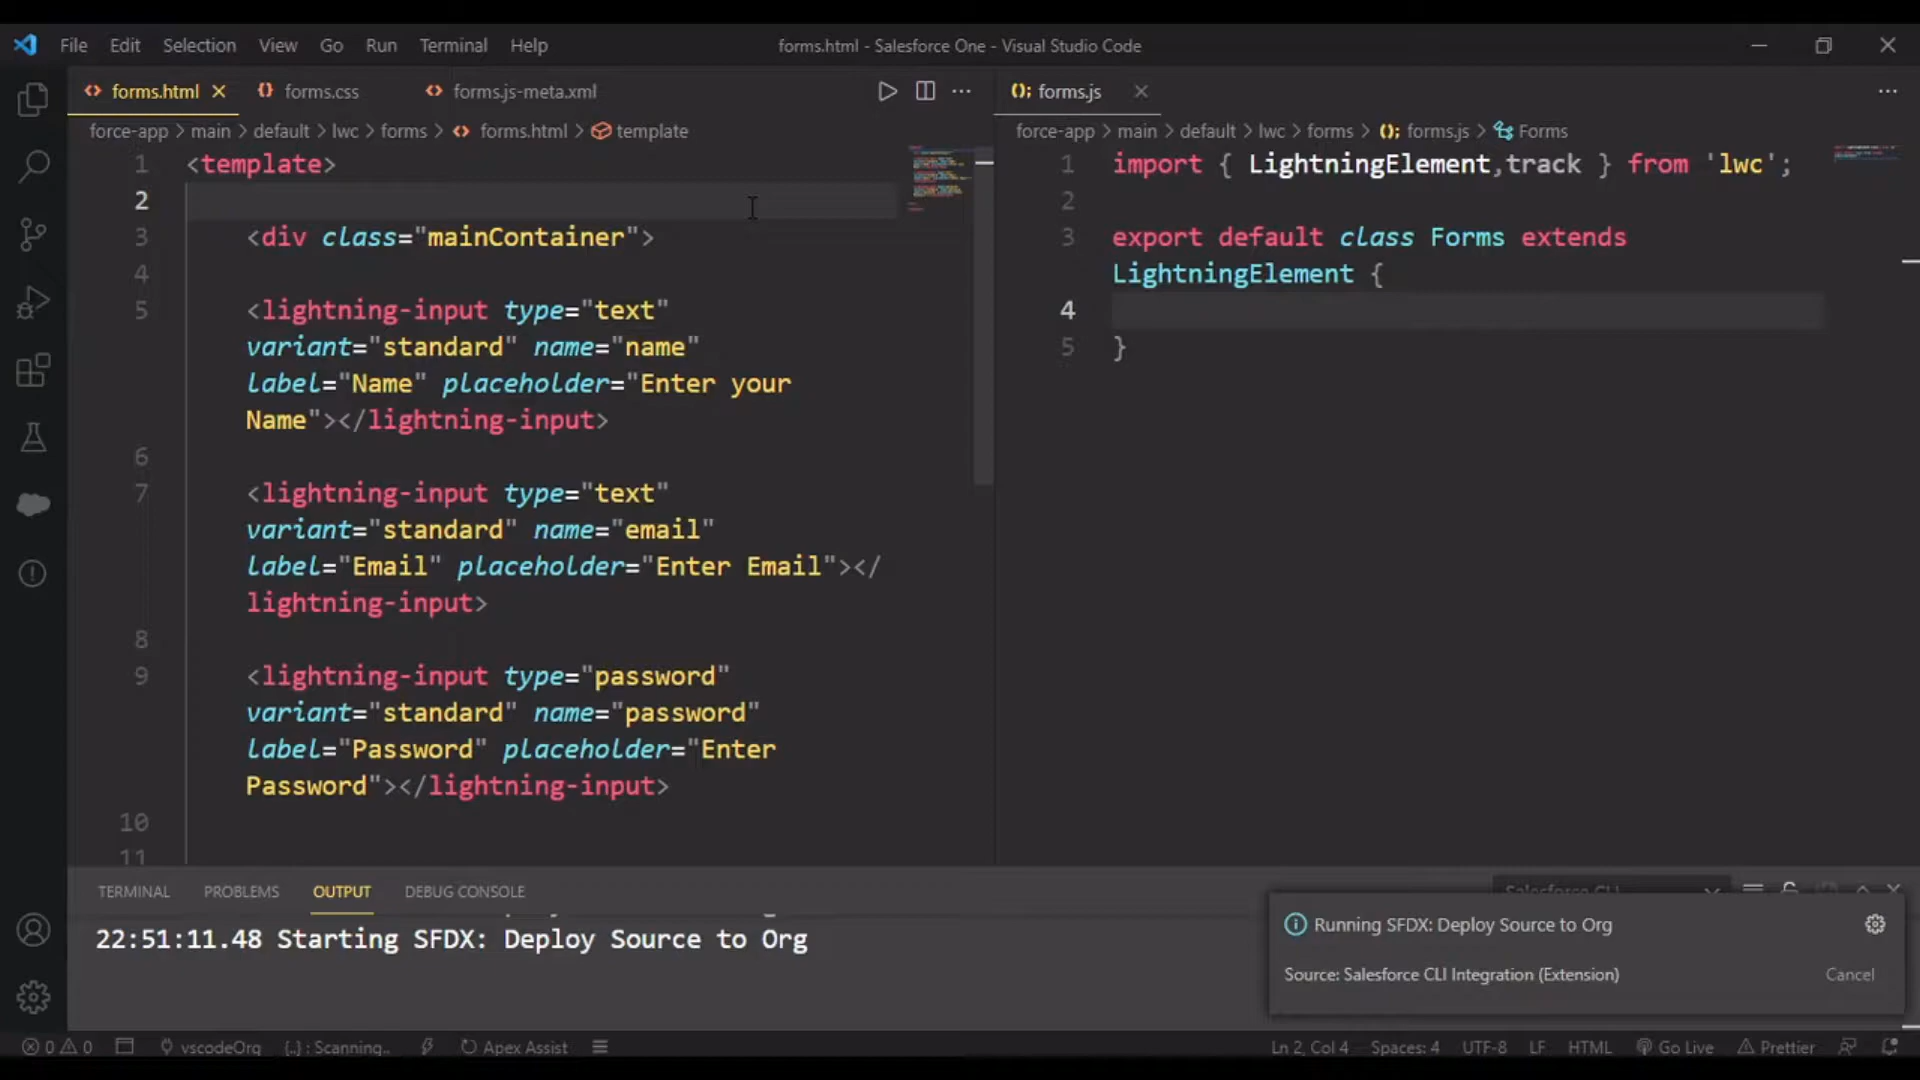 File Edit Selection View Go Run Terminal Help
forms.html - Salesforce One - Visual Studio Code
forms.html
forms.css
forms.js-meta.xml
force-app > main > default > lwc > forms > forms.html > template
1 <template>
2
3 <div class="mainContainer">
4
5 <lightning-input type="text"
variant="standard" name="name"
label="Name" placeholder="Enter your
Name"></lightning-input>
6
7 <lightning-input type="text"
variant="standard" name="email"
label="Email" placeholder="Enter Email"></
lightning-input>
8
9 <lightning-input type="password"
variant="standard" name="password"
label="Password" placeholder="Enter
Password"></lightning-input>
10
11
forms.js
force-app > main > default > lwc > forms > forms.js > Forms
1 import { LightningElement,track } from 'lwc';
2
3 export default class Forms extends
LightningElement {
4
5 }
TERMINAL PROBLEMS OUTPUT DEBUG CONSOLE
Salesforce CLI
22:51:11.48 Starting SFDX: Deploy Source to Org
Running SFDX: Deploy Source to Org
Source: Salesforce CLI Integration (Extension)
Cancel
0 0 vscodeOrg {..} : Scanning.. Apex Assist
Ln 2, Col 4 Spaces: 4 UTF-8 LF HTML Go Live Prettier